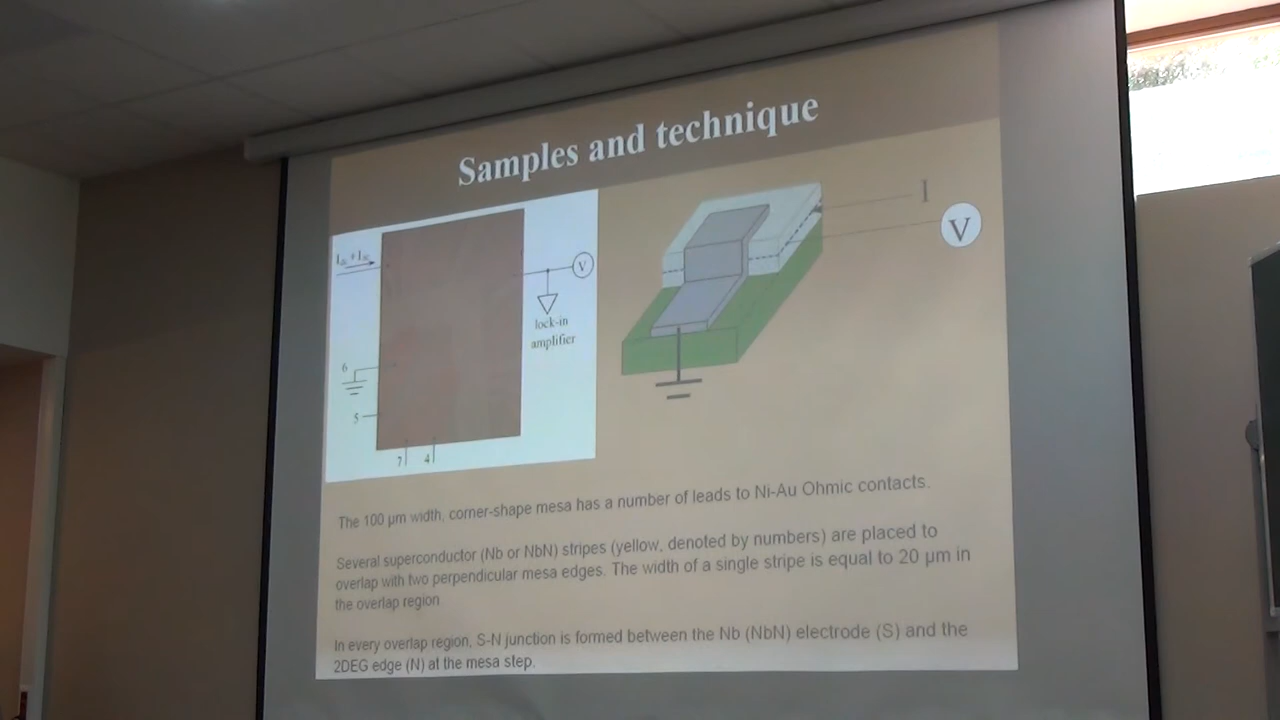 Samples and technique
I
V
V
lock-in
amplifier
6
5
7
4
The 100 µm width, corner-shape mesa has a number of leads to Ni-Au Ohmic contacts.
Several superconductor (Nb or NbN) stripes (yellow, denoted by numbers) are placed to
overlap with two perpendicular mesa edges. The width of a single stripe is equal to 20 µm in
the overlap region
In every overlap region, S-N junction is formed between the Nb (NbN) electrode (S) and the
2DEG edge (N) at the mesa step.